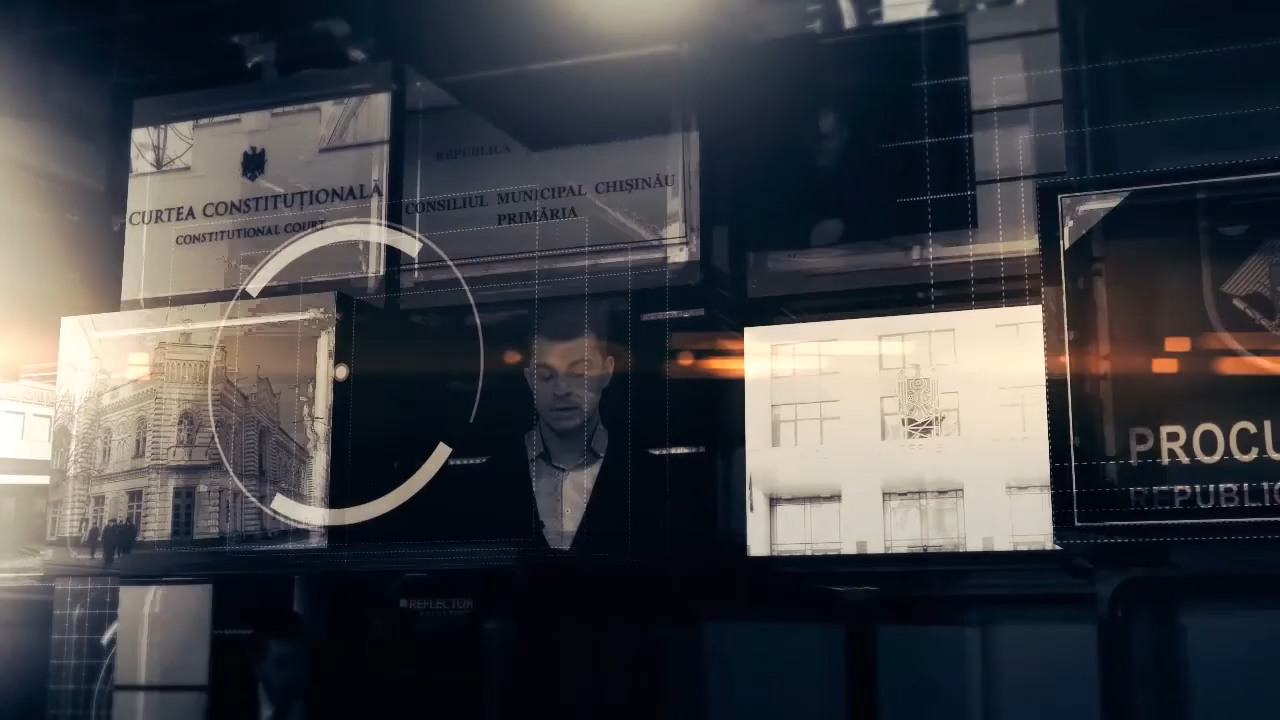 CURTEA CONSTITUȚIONALĂ
CONSTITUTIONAL COURT
REPUBLICA
CONSILIUL MUNICIPAL CHIȘINĂU
PRIMĂRIA
PROCU
REPUBLIC
REFLECTOR